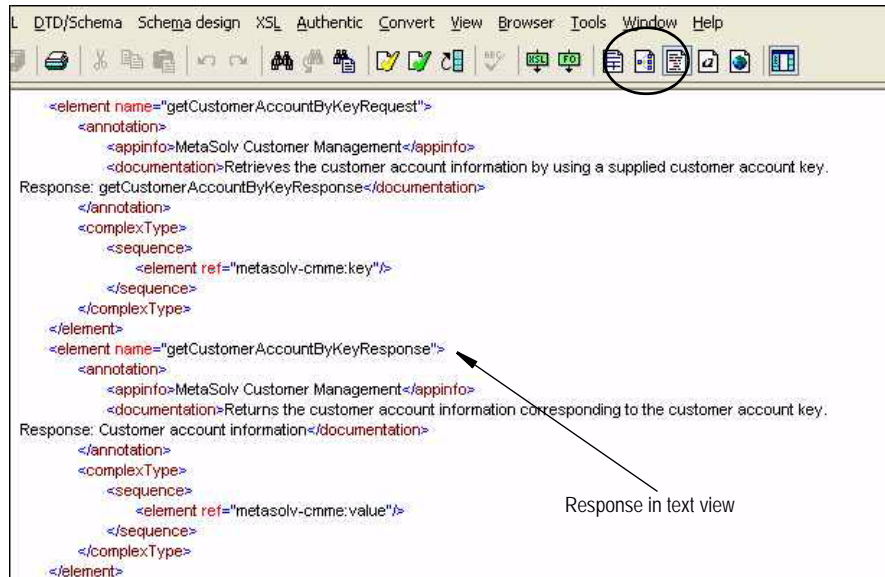 L DTD/Schema Schema design XSL Authentic Convert View Browser Tools Window Help
ABC XSL FO a
<element name="getCustomerAccountByKeyRequest">
<annotation>
<appinfo>MetaSolv Customer Management</appinfo>
<documentation>Retrieves the customer account information by using a supplied customer account key.
Response: getCustomerAccountByKeyResponse</documentation>
</annotation>
<complexType>
<sequence>
<element ref="metasolv-cmme:key"/>
</sequence>
</complexType>
</element>
<element name="getCustomerAccountByKeyResponse">
<annotation>
<appinfo>MetaSolv Customer Management</appinfo>
<documentation>Returns the customer account information corresponding to the customer account key.
Response: Customer account information</documentation>
</annotation>
<complexType>
<sequence>
<element ref="metasolv-cmme:value"/>
</sequence>
</complexType>
</element>
Response in text view